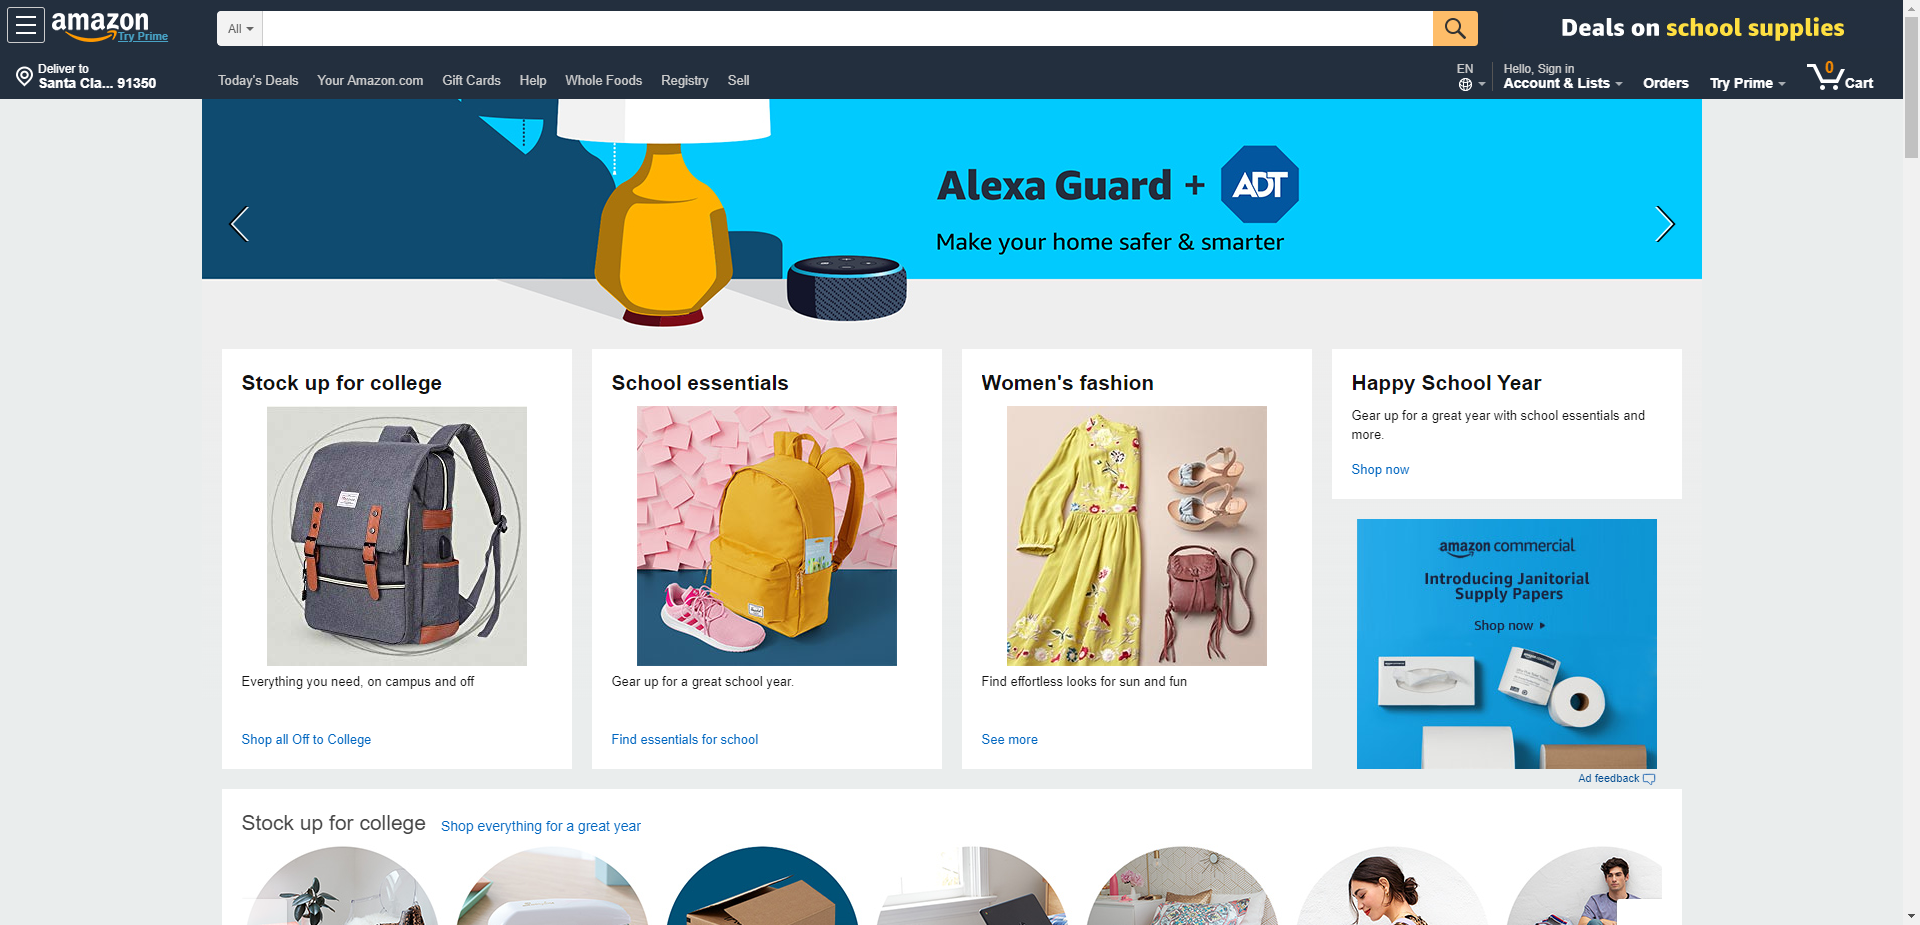 amazon
Try Prime
All
Deals on school supplies
Deliver to
Santa Cla... 91350
Today's Deals
Your Amazon.com
Gift Cards
Help
Whole Foods
Registry
Sell
EN
Hello, Sign in
Account & Lists
Orders
Try Prime
0
Cart
Alexa Guard + ADT
Make your home safer & smarter
Stock up for college
Everything you need, on campus and off
Shop all Off to College
School essentials
Gear up for a great school year.
Find essentials for school
Women's fashion
Find effortless looks for sun and fun
See more
Happy School Year
Gear up for a great year with school essentials and
more.
Shop now
amazon commercial
Introducing Janitorial
Supply Papers
Shop now
Ad feedback
Stock up for college
Shop everything for a great year